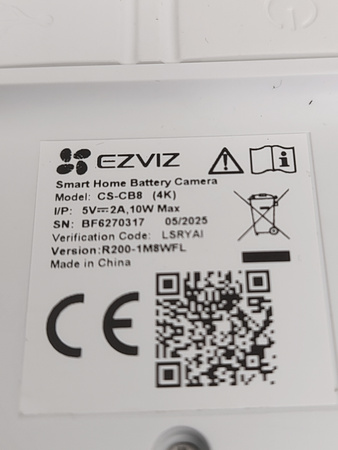 EZVIZ
Smart Home Battery Camera
Model: CS-CB8 (4K)
I/P: 5V⎓2A,10W Max
SN: BF6270317 05/2025
Verification Code: LSRYAI
Version:R200-1M8WFL
Made in China
CE